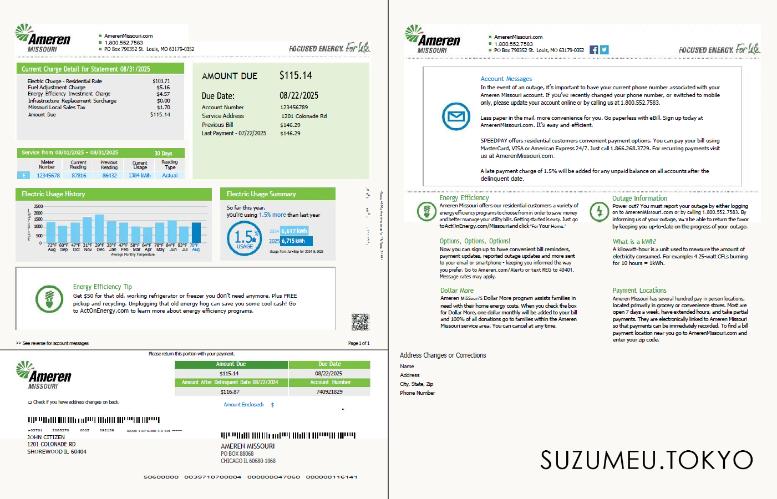 Ameren
MISSOURI
AmerenMissouri.com
1.800.552.7583
PO Box 790352 St. Louis, MO 63179-0352
FOCUSED ENERGY. For life.
Current Charge Detail for Statement 08/31/2025
Electric Charge - Residential Rate $103.71
Fuel Adjustment Charge $5.16
Energy Efficiency Investment Charge $4.57
Infrastructure Replacement Surcharge $0.00
Missouri Local Sales Tax $1.70
Amount Due $115.14
AMOUNT DUE $115.14
Due Date: 08/22/2025
Account Number 123456789
Service Address 1201 Colonade Rd
Previous Bill $146.29
Last Payment - 07/22/2025 $146.29
Service from 08/31/2025 - 08/31/2025 30 Days
Meter Number Current Reading Previous Reading Current Usage Reading Type
E 12345678 87816 86432 1384 kWh Actual
Electric Usage History
Electric Usage Summary
So far this year,
you're using 1.5% more than last year
1.5%
USAGE
2025 6,715 kWh
Energy Efficiency Tip
Get $50 for that old, working refrigerator or freezer you don't need anymore. Plus FREE
pickup and recycling. Unplugging that old energy hog can save you some cool cash! Go
to ActOnEnergy.com to learn more about energy efficiency programs.
>> See reverse for account messages
Page 1 of 1
Please return this portion with your payment.
Ameren
MISSOURI
Amount Due Due Date
$115.14 08/22/2025
Amount After Delinquent Date 08/22/2024 Account Number
$116.87 740921829
Amount Enclosed: $
Check if you have address changes on back.
JOHN CITIZEN
1201 COLONADE RD
SHOREWOOD IL 60404
AMEREN MISSOURI
PO BOX 88068
CHICAGO IL 60680-1068
Ameren
MISSOURI
AmerenMissouri.com
1.800.552.7583
PO Box 790352 St. Louis, MO 63179-0352
FOCUSED ENERGY. For life.
Account Messages
In the event of an outage, it's important to have your current phone number associated with your
Ameren Missouri account. If you've recently changed your phone number, or switched to mobile
only, please update your account online or by calling us at 1.800.552.7583.
Less paper in the mail, more convenience for you. Go paperless with eBill. Sign up today at
AmerenMissouri.com. It's easy and efficient.
SPEEDPAY offers residential customers convenient payment options. You can pay your bill using
MasterCard, VISA or American Express 24/7. Just call 1.866.268.3729. For recurring payments visit
us at AmerenMissouri.com.
A late payment charge of 1.5% will be added for any unpaid balance on all accounts after the
delinquent date.
Energy Efficiency
Ameren Missouri offers our residential customers a variety of
energy efficiency programs to choose from in order to save money
and better manage your utility bills. Getting started is easy. Just go
to ActOnEnergy.com/Missouri and click "For Your Home."
Options, Options, Options!
Now you can sign up to have convenient bill reminders,
payment updates, reported outage updates and more sent
to your email or smartphone - keeping you informed the way
you prefer. Go to Ameren.com/Alerts or text REG to 40401.
Message rates may apply.
Dollar More
Ameren Missouri's Dollar More program assists families in
need with their home energy costs. When you check the box
for Dollar More, one dollar monthly will be added to your bill
and 100% of all donations go to families within the Ameren
Missouri service area. You can cancel at any time.
Outage Information
Power out? You must report your outage by either logging
on to AmerenMissouri.com or by calling 1.800.552.7583. By
informing us of your outage, we'll be able to return the favor
by keeping you up-to-date on the progress of your outage.
What is a kWh?
A kilowatt-hour is a unit used to measure the amount of
electricity consumed. For example: 4 25-watt CFLs burning
for 10 hours = 1kWh.
Payment Locations
Ameren Missouri has several hundred pay in person locations,
located primarily in grocery or convenience stores. Most are
open 7 days a week, have extended hours, and take partial
payments. They are electronically linked to Ameren Missouri
so that payments can be immediately recorded. To find a bill
payment location near you go to AmerenMissouri.com and
enter your zip code.
Address Changes or Corrections
Name
Address
City, State, Zip
Phone Number
SUZUMEU.TOKYO